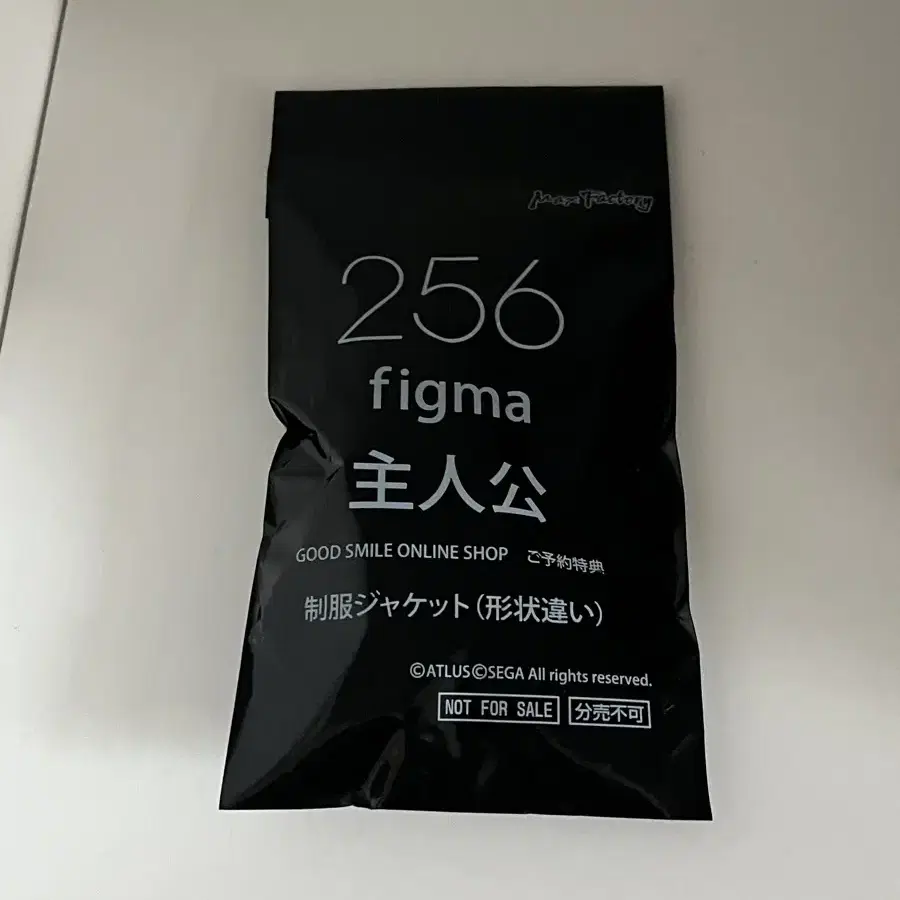 Max Factory
256
figma
主人公
GOOD SMILE ONLINE SHOP ご予約特典
制服ジャケット(形状違い)
©ATLUS©SEGA All rights reserved.
NOT FOR SALE 分売不可